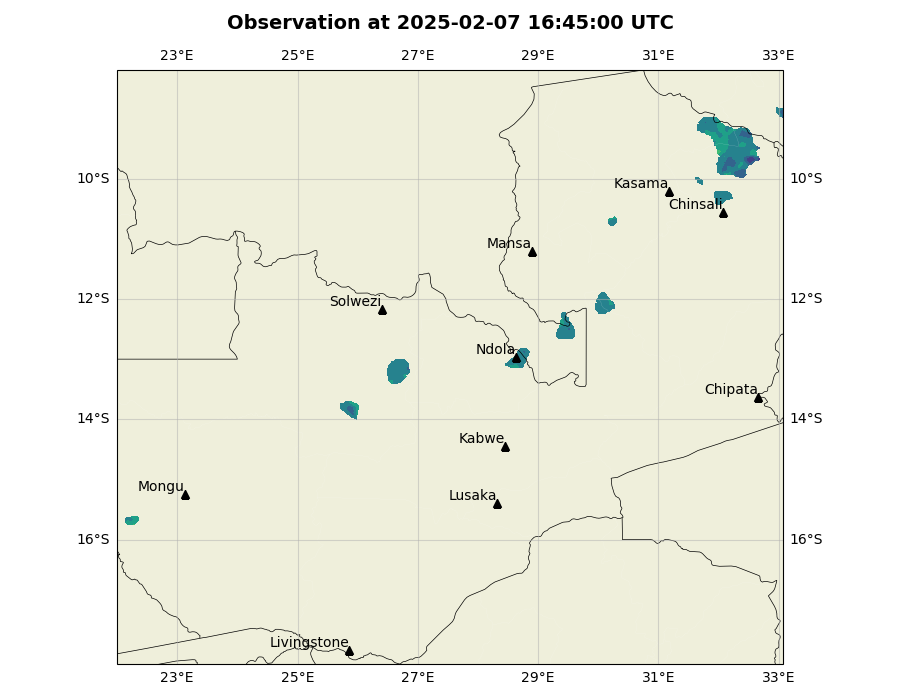 Observation at 2025-02-07 16:45:00 UTC
23°E 25°E 27°E 29°E 31°E 33°E
10°S 10°S
Kasama
Chinsali
Mansa
12°S 12°S
Solwezi
Ndola
Chipata
14°S 14°S
Kabwe
Mongu
Lusaka
16°S 16°S
Livingstone
23°E 25°E 27°E 29°E 31°E 33°E